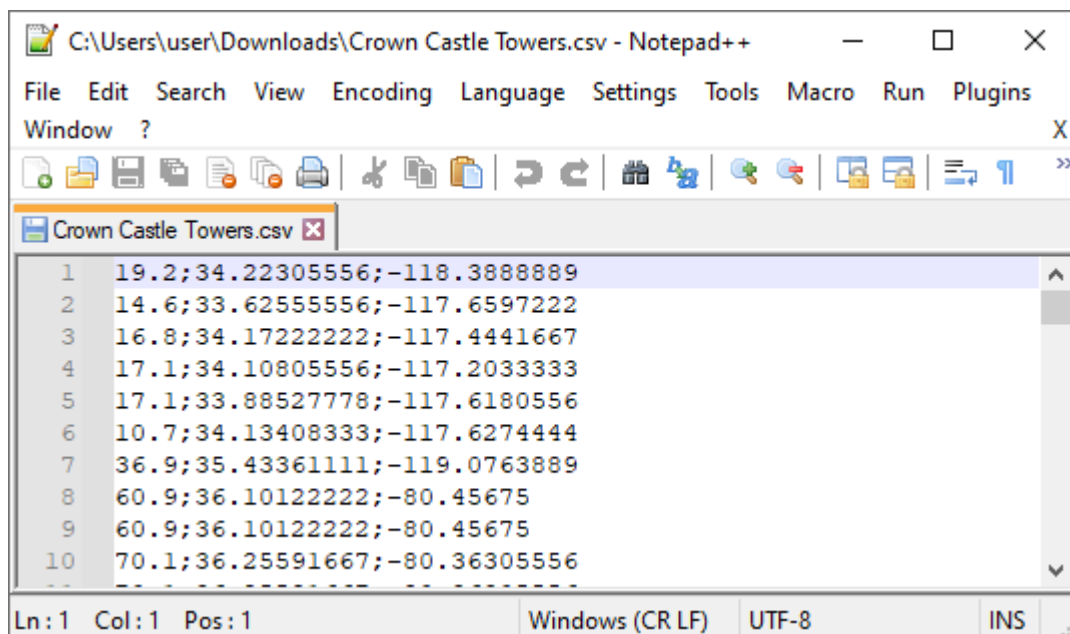 C:\Users\user\Downloads\Crown Castle Towers.csv - Notepad++
File Edit Search View Encoding Language Settings Tools Macro Run Plugins
Window ? X
Crown Castle Towers.csv
1 19.2;34.22305556;-118.3888889
2 14.6;33.62555556;-117.6597222
3 16.8;34.17222222;-117.4441667
4 17.1;34.10805556;-117.2033333
5 17.1;33.88527778;-117.6180556
6 10.7;34.13408333;-117.6274444
7 36.9;35.43361111;-119.0763889
8 60.9;36.10122222;-80.45675
9 60.9;36.10122222;-80.45675
10 70.1;36.25591667;-80.36305556
Ln : 1 Col : 1 Pos : 1 Windows (CR LF) UTF-8 INS